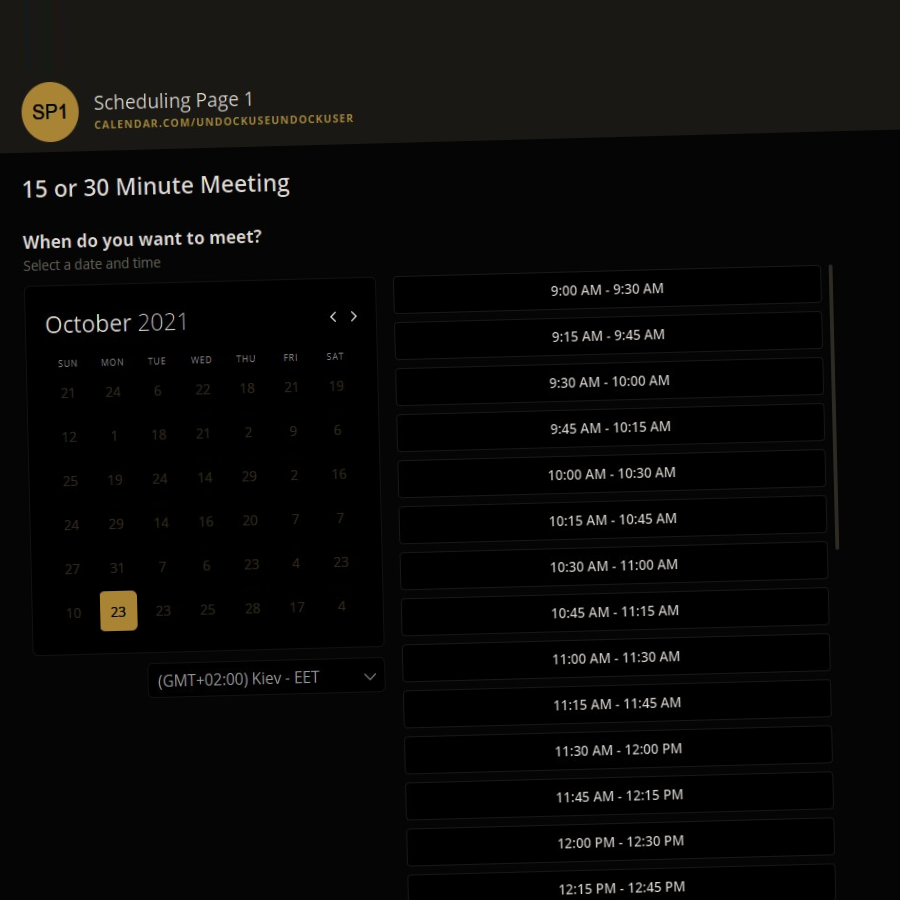 SP1
Scheduling Page 1
CALENDAR.COM/UNDOCKUSEUNDOCKUSER
15 or 30 Minute Meeting
When do you want to meet?
Select a date and time
October 2021
SUN MON TUE WED THU FRI SAT
21 24 6 22 18 21 19
12 1 18 21 2 9 6
25 19 24 14 29 2 16
24 29 14 16 20 7 7
27 31 7 6 23 4 23
10 23 23 25 28 17 4
(GMT+02:00) Kiev - EET
9:00 AM - 9:30 AM
9:15 AM - 9:45 AM
9:30 AM - 10:00 AM
9:45 AM - 10:15 AM
10:00 AM - 10:30 AM
10:15 AM - 10:45 AM
10:30 AM - 11:00 AM
10:45 AM - 11:15 AM
11:00 AM - 11:30 AM
11:15 AM - 11:45 AM
11:30 AM - 12:00 PM
11:45 AM - 12:15 PM
12:00 PM - 12:30 PM
12:15 PM - 12:45 PM